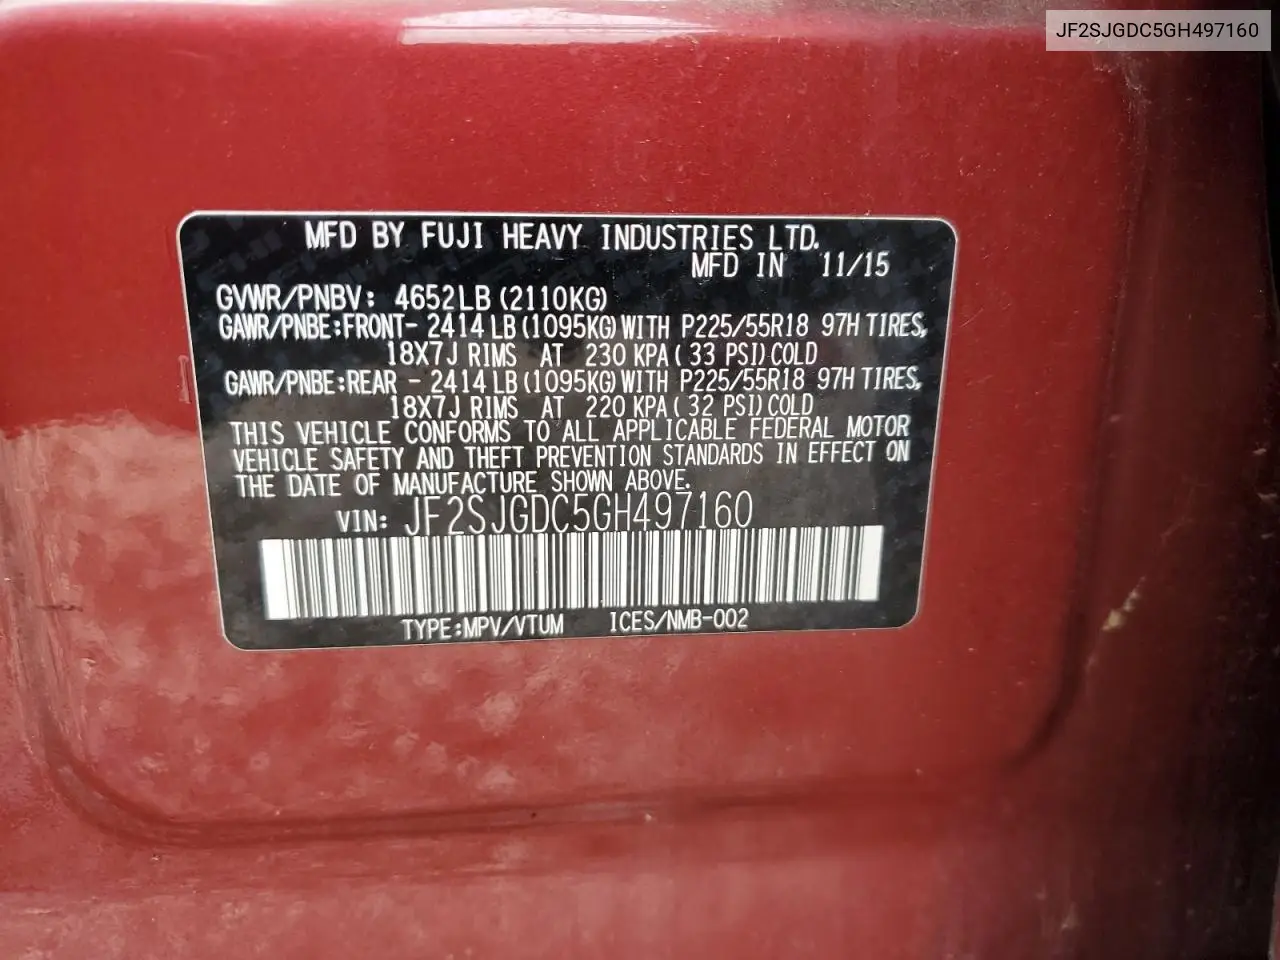 JF2SJGDC5GH497160
MFD BY FUJI HEAVY INDUSTRIES LTD.
MFD IN 11/15
GVWR/PNBV: 4652LB (2110KG)
GAWR/PNBE:FRONT- 2414 LB (1095KG) WITH P225/55R18 97H TIRES,
18X7J RIMS AT 230 KPA ( 33 PSI) COLD
GAWR/PNBE:REAR - 2414 LB (1095KG) WITH P225/55R18 97H TIRES,
18X7J RIMS AT 220 KPA ( 32 PSI) COLD
THIS VEHICLE CONFORMS TO ALL APPLICABLE FEDERAL MOTOR
VEHICLE SAFETY AND THEFT PREVENTION STANDARDS IN EFFECT ON
THE DATE OF MANUFACTURE SHOWN ABOVE.
VIN: JF2SJGDC5GH497160
TYPE:MPV/VTUM ICES/NMB-002